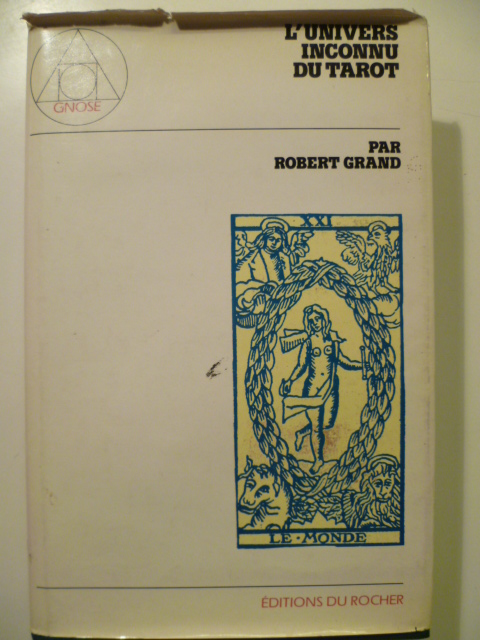 L'UNIVERS
INCONNU
DU TAROT
GNOSE
PAR
ROBERT GRAND
XXI
LE · MONDE
ÉDITIONS DU ROCHER